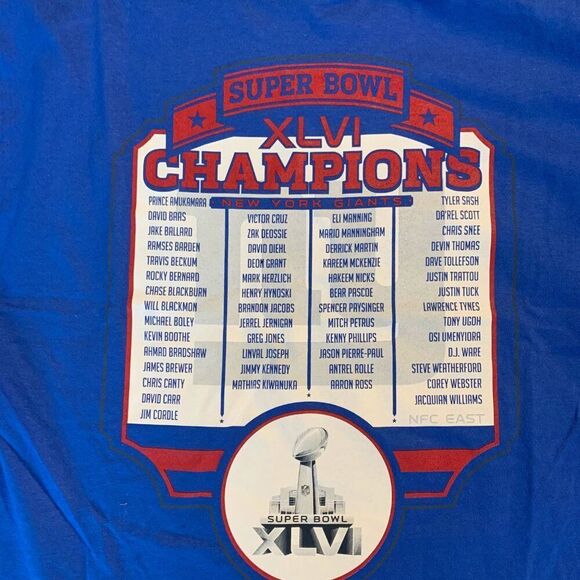 SUPER BOWL
XLVI
CHAMPIONS
NEW YORK GIANTS
PRINCE AMUKAMARA
DAVID BAAS
JAKE BALLARD
RAMSES BARDEN
TRAVIS BECKUM
ROCKY BERNARD
CHASE BLACKBURN
WILL BLACKMON
MICHAEL BOLEY
KEVIN BOOTHE
AHMAD BRADSHAW
JAMES BREWER
CHRIS CANTY
DAVID CARR
JIM CORDLE
VICTOR CRUZ
ZAK DEOSSIE
DAVID DIEHL
DEON GRANT
MARK HERZLICH
HENRY HYNOSKI
BRANDON JACOBS
JERREL JERNIGAN
GREG JONES
LINVAL JOSEPH
JIMMY KENNEDY
MATHIAS KIWANUKA
ELI MANNING
MARIO MANNINGHAM
DERRICK MARTIN
KAREEM MCKENZIE
HAKEEM NICKS
BEAR PASCOE
SPENCER PAYSINGER
MITCH PETRUS
KENNY PHILLIPS
JASON PIERRE-PAUL
ANTREL ROLLE
AARON ROSS
TYLER SASH
DA'REL SCOTT
CHRIS SNEE
DEVIN THOMAS
DAVE TOLLEFSON
JUSTIN TRATTOU
JUSTIN TUCK
LAWRENCE TYNES
TONY UGOH
OSI UMENYIORA
D.J. WARE
STEVE WEATHERFORD
COREY WEBSTER
JACQUIAN WILLIAMS
NFC EAST
NFL
SUPER BOWL
XLVI